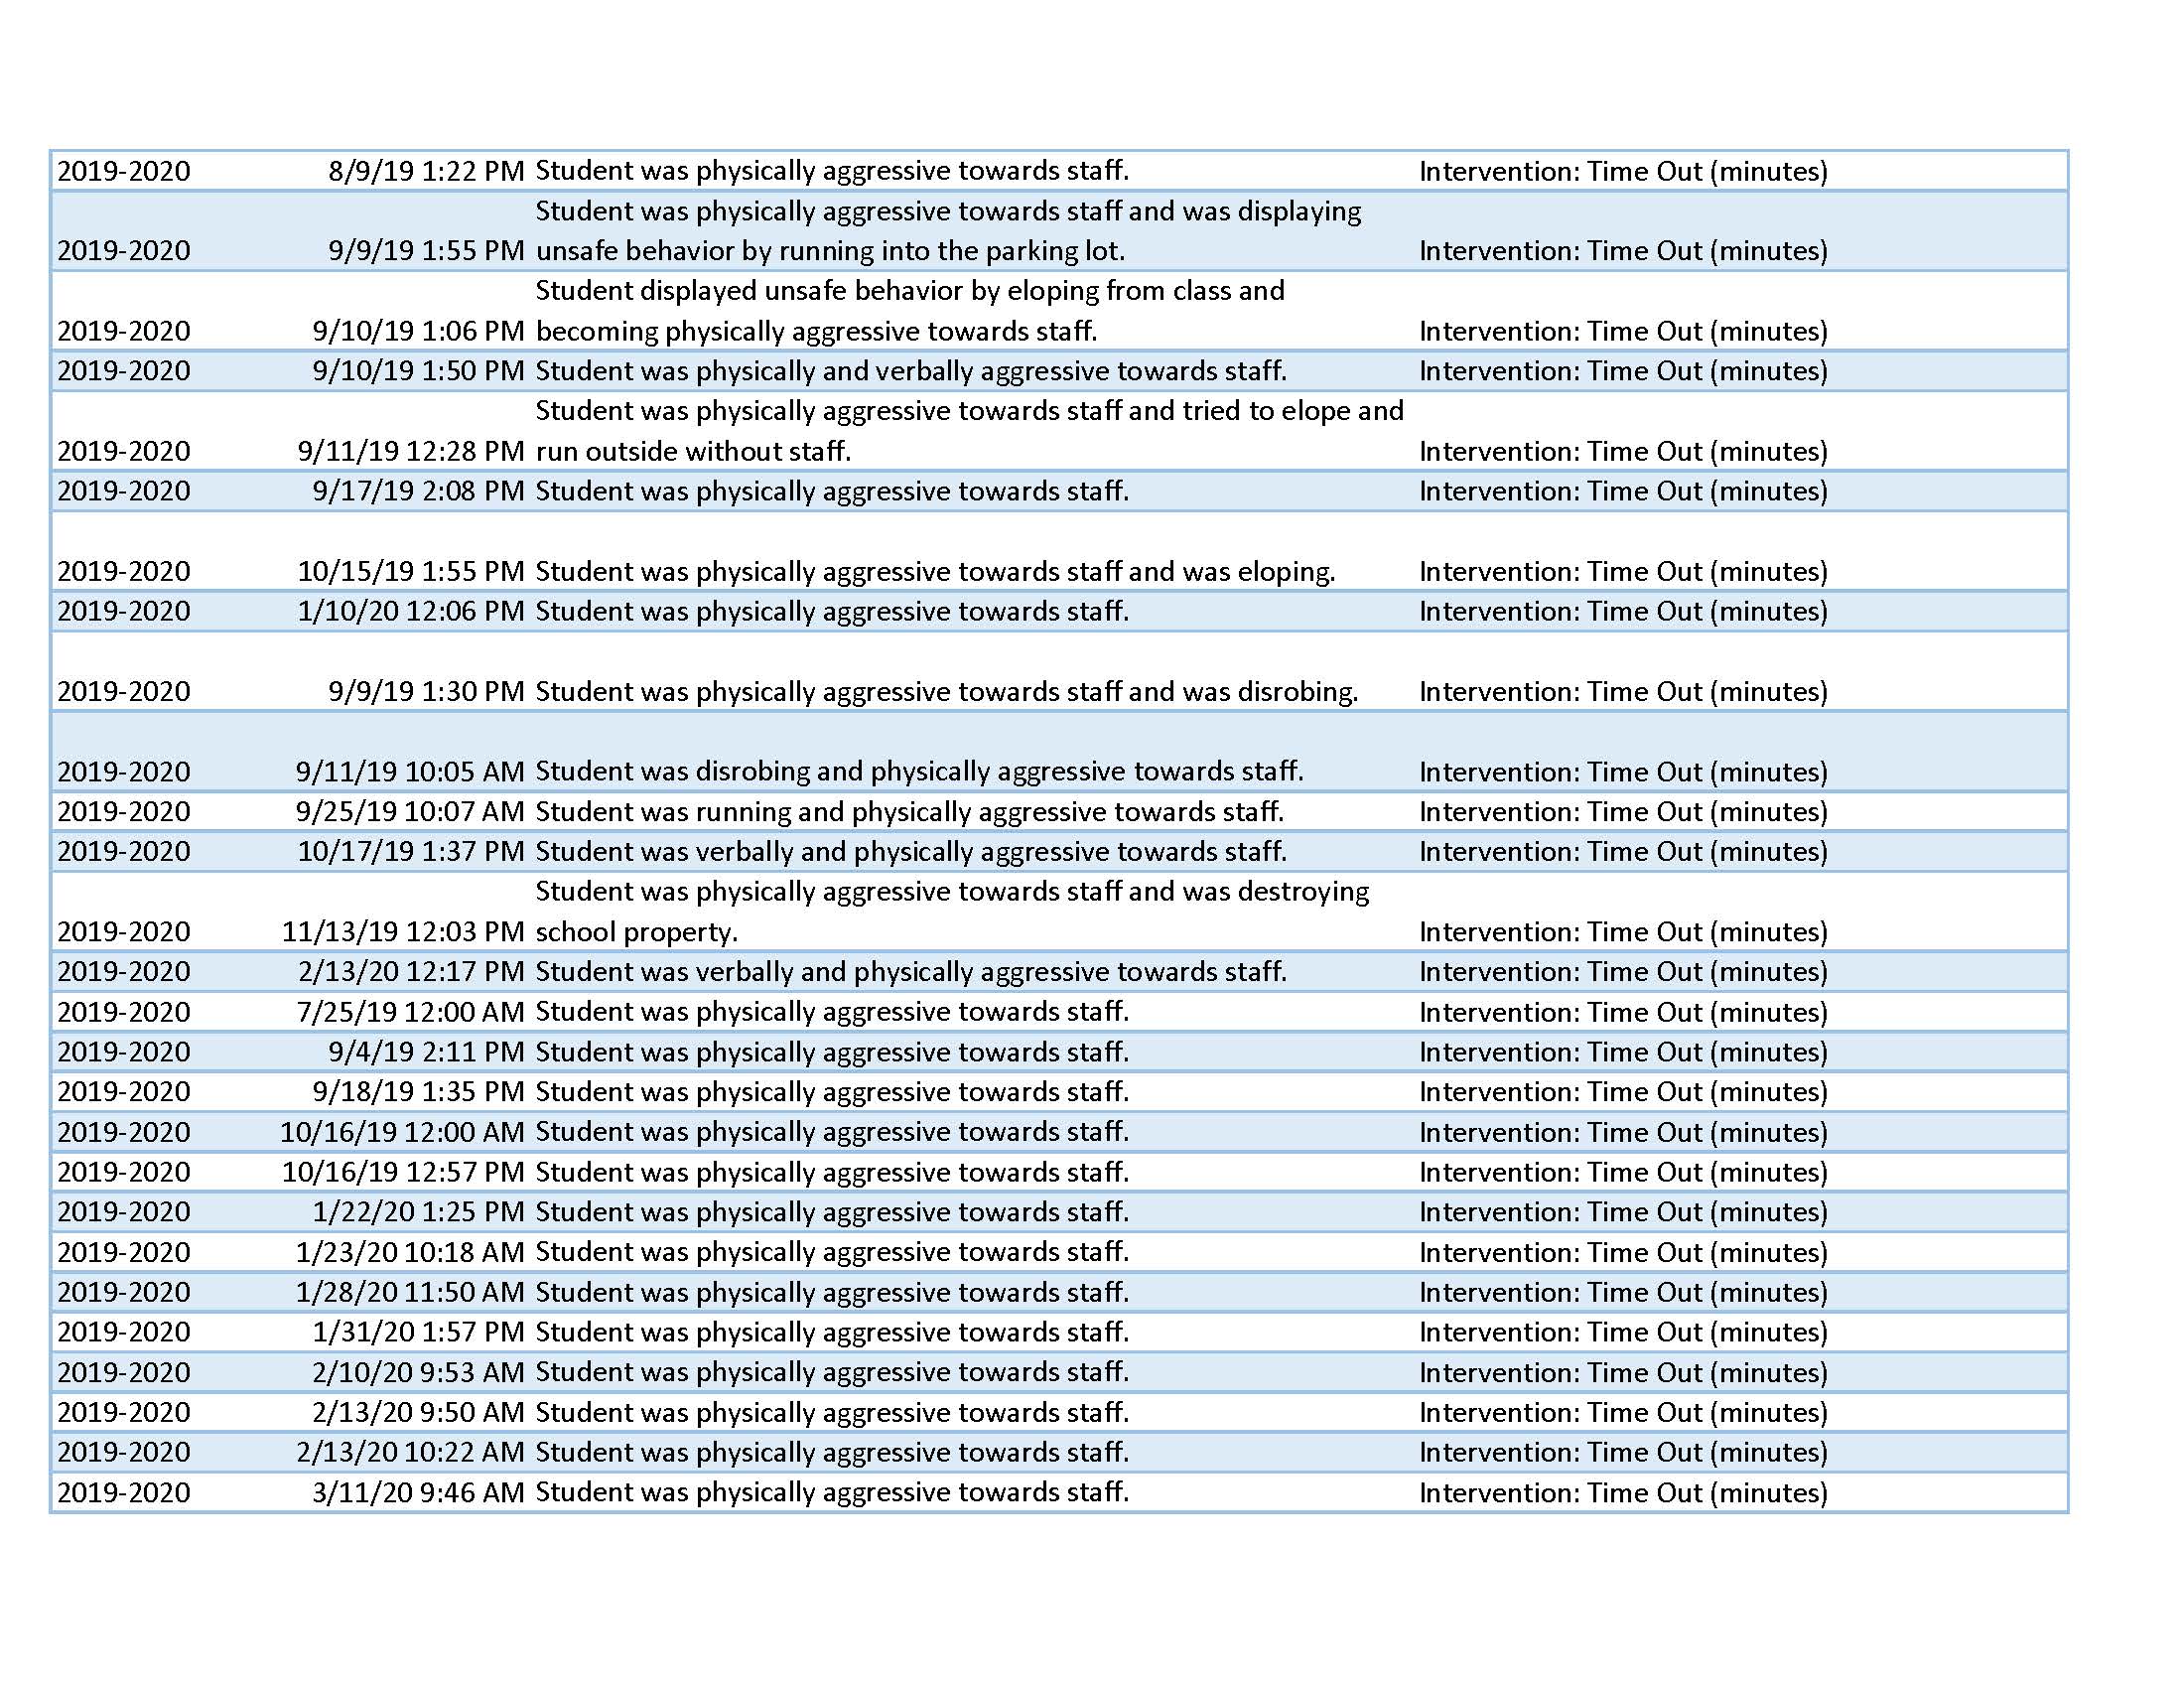 2019-2020 8/9/19 1:22 PM Student was physically aggressive towards staff. Intervention: Time Out (minutes)
Student was physically aggressive towards staff and was displaying
2019-2020 9/9/19 1:55 PM unsafe behavior by running into the parking lot. Intervention: Time Out (minutes)
Student displayed unsafe behavior by eloping from class and
2019-2020 9/10/19 1:06 PM becoming physically aggressive towards staff. Intervention: Time Out (minutes)
2019-2020 9/10/19 1:50 PM Student was physically and verbally aggressive towards staff. Intervention: Time Out (minutes)
Student was physically aggressive towards staff and tried to elope and
2019-2020 9/11/19 12:28 PM run outside without staff. Intervention: Time Out (minutes)
2019-2020 9/17/19 2:08 PM Student was physically aggressive towards staff. Intervention: Time Out (minutes)
2019-2020 10/15/19 1:55 PM Student was physically aggressive towards staff and was eloping. Intervention: Time Out (minutes)
2019-2020 1/10/20 12:06 PM Student was physically aggressive towards staff. Intervention: Time Out (minutes)
2019-2020 9/9/19 1:30 PM Student was physically aggressive towards staff and was disrobing. Intervention: Time Out (minutes)
2019-2020 9/11/19 10:05 AM Student was disrobing and physically aggressive towards staff. Intervention: Time Out (minutes)
2019-2020 9/25/19 10:07 AM Student was running and physically aggressive towards staff. Intervention: Time Out (minutes)
2019-2020 10/17/19 1:37 PM Student was verbally and physically aggressive towards staff. Intervention: Time Out (minutes)
Student was physically aggressive towards staff and was destroying
2019-2020 11/13/19 12:03 PM school property. Intervention: Time Out (minutes)
2019-2020 2/13/20 12:17 PM Student was verbally and physically aggressive towards staff. Intervention: Time Out (minutes)
2019-2020 7/25/19 12:00 AM Student was physically aggressive towards staff. Intervention: Time Out (minutes)
2019-2020 9/4/19 2:11 PM Student was physically aggressive towards staff. Intervention: Time Out (minutes)
2019-2020 9/18/19 1:35 PM Student was physically aggressive towards staff. Intervention: Time Out (minutes)
2019-2020 10/16/19 12:00 AM Student was physically aggressive towards staff. Intervention: Time Out (minutes)
2019-2020 10/16/19 12:57 PM Student was physically aggressive towards staff. Intervention: Time Out (minutes)
2019-2020 1/22/20 1:25 PM Student was physically aggressive towards staff. Intervention: Time Out (minutes)
2019-2020 1/23/20 10:18 AM Student was physically aggressive towards staff. Intervention: Time Out (minutes)
2019-2020 1/28/20 11:50 AM Student was physically aggressive towards staff. Intervention: Time Out (minutes)
2019-2020 1/31/20 1:57 PM Student was physically aggressive towards staff. Intervention: Time Out (minutes)
2019-2020 2/10/20 9:53 AM Student was physically aggressive towards staff. Intervention: Time Out (minutes)
2019-2020 2/13/20 9:50 AM Student was physically aggressive towards staff. Intervention: Time Out (minutes)
2019-2020 2/13/20 10:22 AM Student was physically aggressive towards staff. Intervention: Time Out (minutes)
2019-2020 3/11/20 9:46 AM Student was physically aggressive towards staff. Intervention: Time Out (minutes)